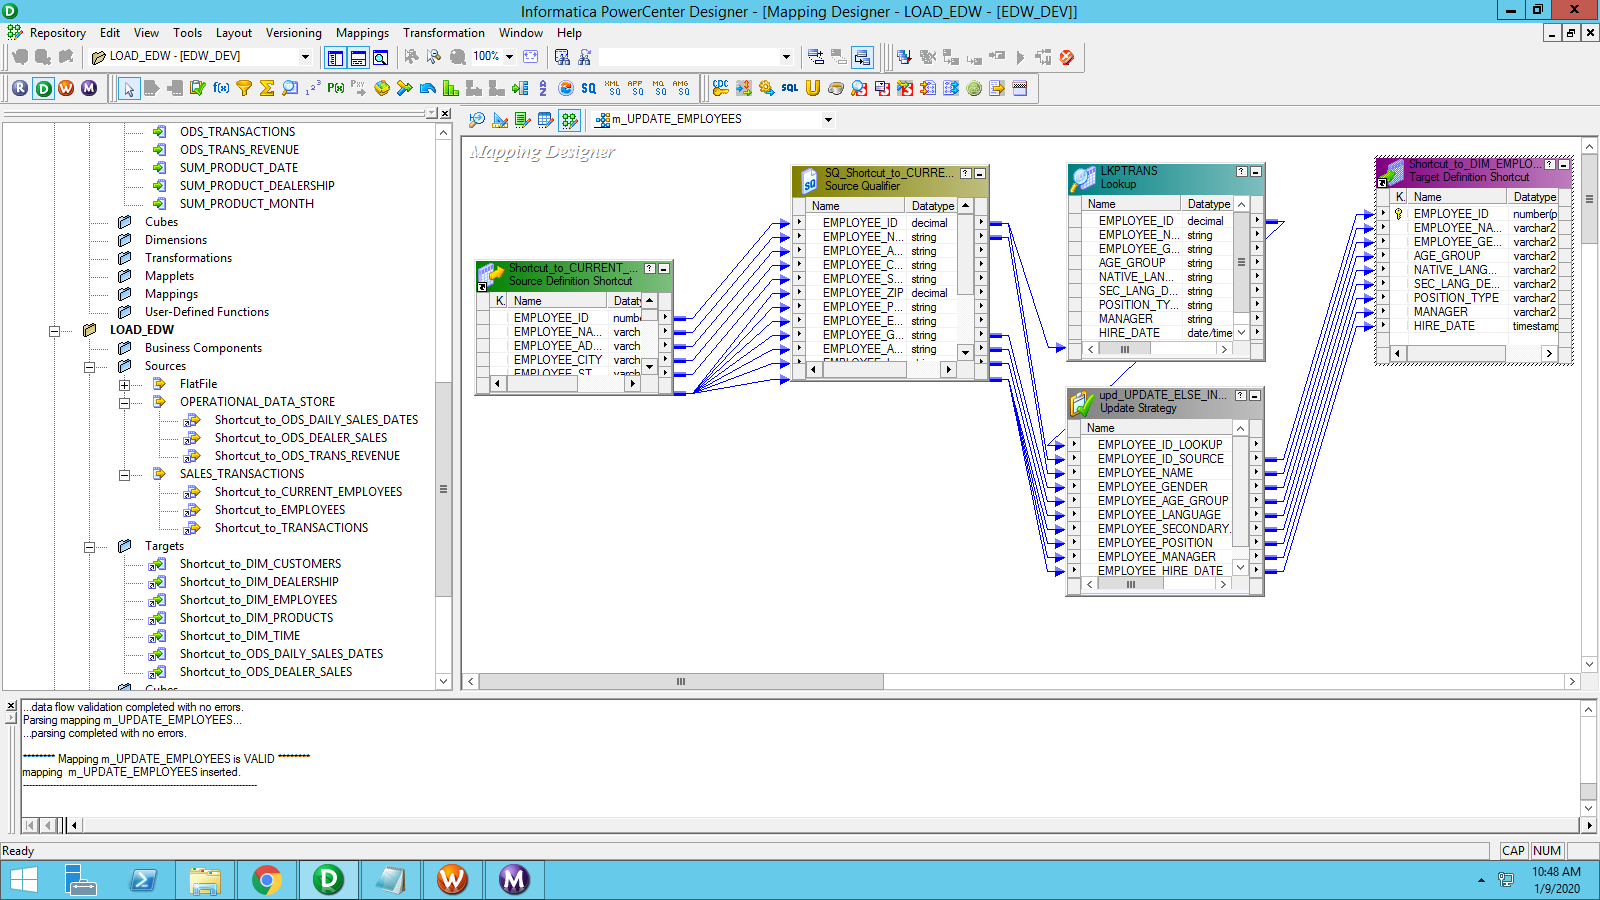 Informatica PowerCenter Designer - [Mapping Designer - LOAD_EDW - [EDW_DEV]]
Repository Edit View Tools Layout Versioning Mappings Transformation Window Help
LOAD_EDW - [EDW_DEV]
100%
m_UPDATE_EMPLOYEES
ODS_TRANSACTIONS
ODS_TRANS_REVENUE
SUM_PRODUCT_DATE
SUM_PRODUCT_DEALERSHIP
SUM_PRODUCT_MONTH
Cubes
Dimensions
Transformations
Mapplets
Mappings
User-Defined Functions
LOAD_EDW
Business Components
Sources
FlatFile
OPERATIONAL_DATA_STORE
Shortcut_to_ODS_DAILY_SALES_DATES
Shortcut_to_ODS_DEALER_SALES
Shortcut_to_ODS_TRANS_REVENUE
SALES_TRANSACTIONS
Shortcut_to_CURRENT_EMPLOYEES
Shortcut_to_EMPLOYEES
Shortcut_to_TRANSACTIONS
Targets
Shortcut_to_DIM_CUSTOMERS
Shortcut_to_DIM_DEALERSHIP
Shortcut_to_DIM_EMPLOYEES
Shortcut_to_DIM_PRODUCTS
Shortcut_to_DIM_TIME
Shortcut_to_ODS_DAILY_SALES_DATES
Shortcut_to_ODS_DEALER_SALES
Cubes
Mapping Designer
Shortcut_to_CURRENT_...
Source Definition Shortcut
K. Name Dataty
EMPLOYEE_ID numbe
EMPLOYEE_NA... varch
EMPLOYEE_AD... varch
EMPLOYEE_CITY varch
EMPLOYEE_ST... varch
SQ_Shortcut_to_CURRE...
Source Qualifier
Name Datatype
EMPLOYEE_ID decimal
EMPLOYEE_N... string
EMPLOYEE_A... string
EMPLOYEE_C... string
EMPLOYEE_S... string
EMPLOYEE_ZIP decimal
EMPLOYEE_P... string
EMPLOYEE_E... string
EMPLOYEE_G... string
EMPLOYEE_A... string
LKPTRANS
Lookup
Name Datatype
EMPLOYEE_ID decimal
EMPLOYEE_N... string
EMPLOYEE_G... string
AGE_GROUP string
NATIVE_LAN... string
SEC_LANG_D... string
POSITION_TY... string
MANAGER string
HIRE_DATE date/time
upd_UPDATE_ELSE_IN...
Update Strategy
Name
EMPLOYEE_ID_LOOKUP
EMPLOYEE_ID_SOURCE
EMPLOYEE_NAME
EMPLOYEE_GENDER
EMPLOYEE_AGE_GROUP
EMPLOYEE_LANGUAGE
EMPLOYEE_SECONDARY...
EMPLOYEE_POSITION
EMPLOYEE_MANAGER
EMPLOYEE_HIRE_DATE
Shortcut_to_DIM_EMPLO...
Target Definition Shortcut
K. Name Datatype
EMPLOYEE_ID number(p
EMPLOYEE_NA... varchar2
EMPLOYEE_GE... varchar2
AGE_GROUP varchar2
NATIVE_LANG... varchar2
SEC_LANG_DE... varchar2
POSITION_TYPE varchar2
MANAGER varchar2
HIRE_DATE timestamp
...data flow validation completed with no errors.
Parsing mapping m_UPDATE_EMPLOYEES...
...parsing completed with no errors.
******** Mapping m_UPDATE_EMPLOYEES is VALID ********
mapping m_UPDATE_EMPLOYEES inserted.
Ready
CAP NUM
10:48 AM
1/9/2020